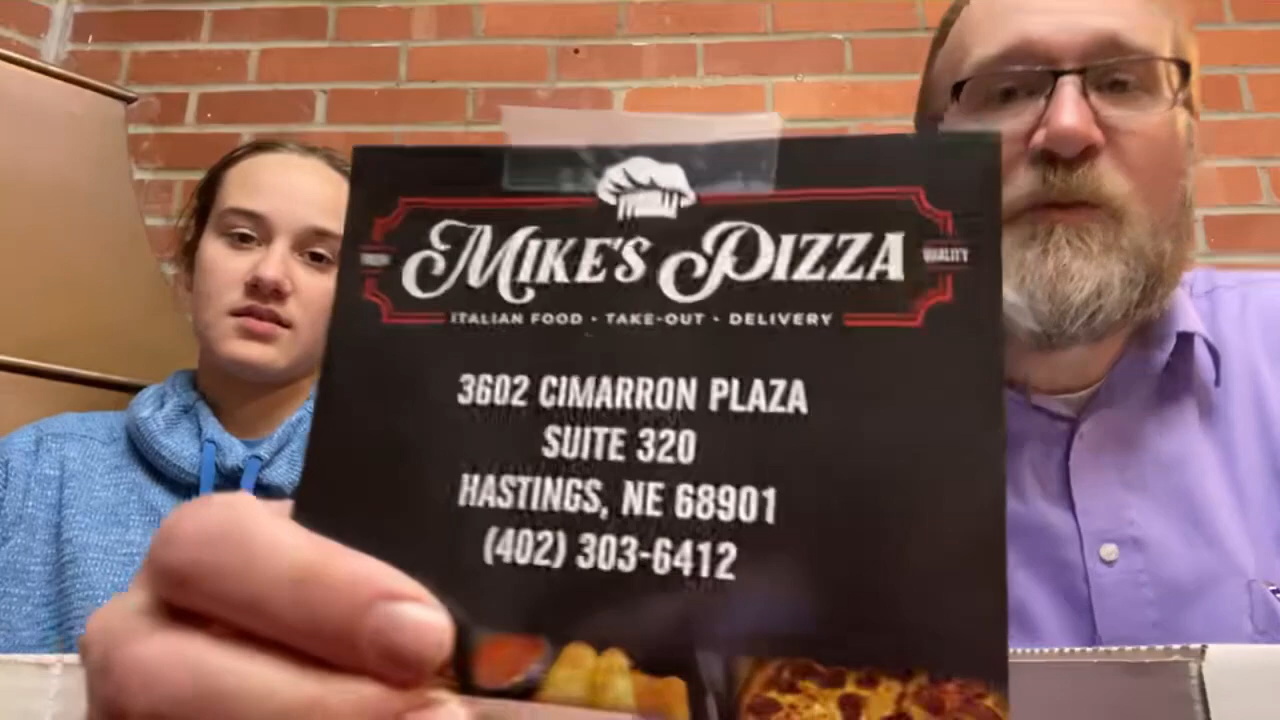 MIKE'S PIZZA
QUALITY
ITALIAN FOOD • TAKE-OUT • DELIVERY
3602 CIMARRON PLAZA
SUITE 320
HASTINGS, NE 68901
(402) 303-6412